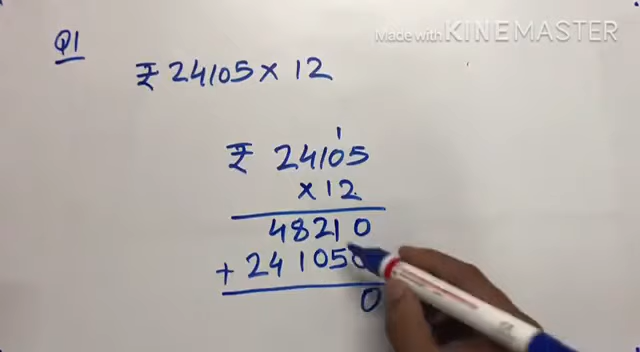 Made with KINEMASTER
Q1
₹ 24105 × 12
1
₹ 24105
× 12
48210
+ 241050
0